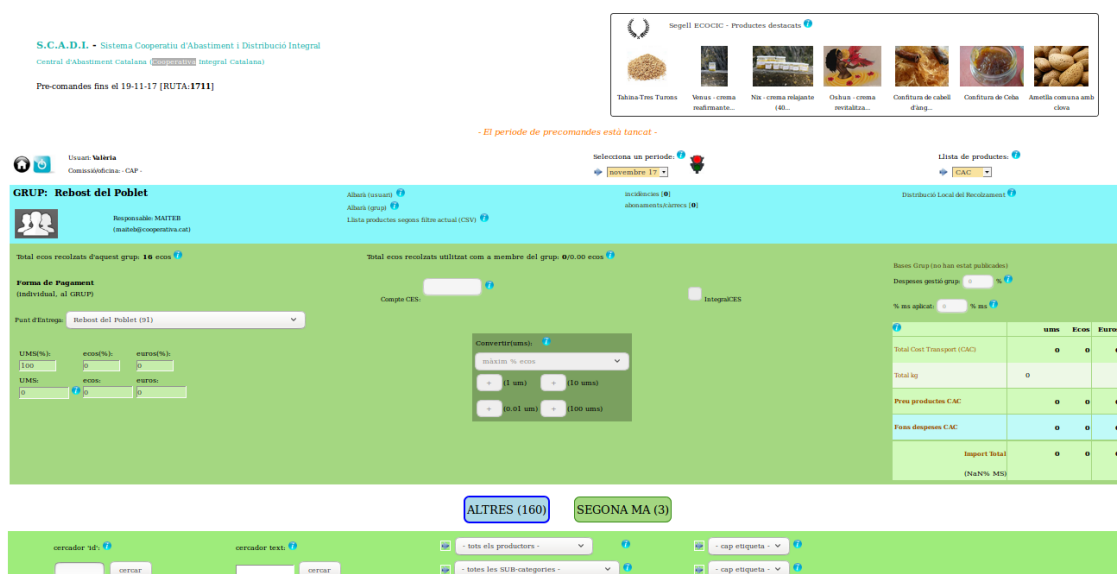 S.C.A.D.I. - Sistema Cooperatiu d'Abastiment i Distribució Integral
Central d'Abastiment Catalana (Cooperativa Integral Catalana)
Pre-comandes fins el 19-11-17 [RUTA:1711]
Segell ECOCIC - Productes destacats
Tahina-Tres Turons
Venus - crema reafirmante...
Nix - crema relajante (40...
Oshun - crema revitalitza...
Confitura de cabell d'àng...
Confitura de Ceba
Ametlla comuna amb clova
- El periode de precomandes està tancat -
Usuari: Valèria
Comissió/oficina: - CAP -
Selecciona un periode:
novembre 17
Llista de productes:
CAC
GRUP: Rebost del Poblet
Responsable: MAITEB
(maiteb@cooperativa.cat)
Albarà (usuari)
Albarà (grup)
Llista productes segons filtre actual (CSV)
incidències [0]
abonaments/càrrecs [0]
Distribució Local del Recolzament
Total ecos recolzats d'aquest grup: 16 ecos
Total ecos recolzats utilitzat com a membre del grup: 0/0.00 ecos
Forma de Pagament
(individual, al GRUP)
Compte CES:
IntegralCES
Punt d'Entrega: Rebost del Poblet (91)
UMS(%): ecos(%): euros(%):
100 0 0
UMS: ecos: euros:
0 0 0
Convertir(ums):
màxim % ecos
+ (1 um) + (10 ums)
+ (0.01 um) + (100 ums)
Bases Grup (no han estat publicades)
Despeses gestió grup: 0 %
% ms aplicat: 0 % ms
ums Ecos Euros
Total Cost Transport (CAC) 0 0 0
Total kg 0
Preu productes CAC 0 0 0
Fons despeses CAC 0 0 0
Import Total 0 0 0
(NaN% MS)
ALTRES (160)
SEGONA MA (3)
cercador 'id':
cercar
cercador text:
cercar
- tots els productors -
- cap etiqueta -
- totes les SUB-categories -
- cap etiqueta -